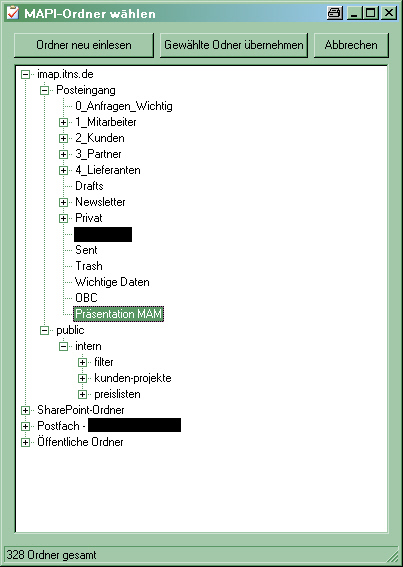 MAPI-Ordner wählen
Ordner neu einlesen Gewählte Odner übernehmen Abbrechen
imap.itns.de
Posteingang
0_Anfragen_Wichtig
1_Mitarbeiter
2_Kunden
3_Partner
4_Lieferanten
Drafts
Newsletter
Privat
Sent
Trash
Wichtige Daten
OBC
Präsentation MAM
public
intern
filter
kunden-projekte
preislisten
SharePoint-Ordner
Postfach -
Öffentliche Ordner
328 Ordner gesamt